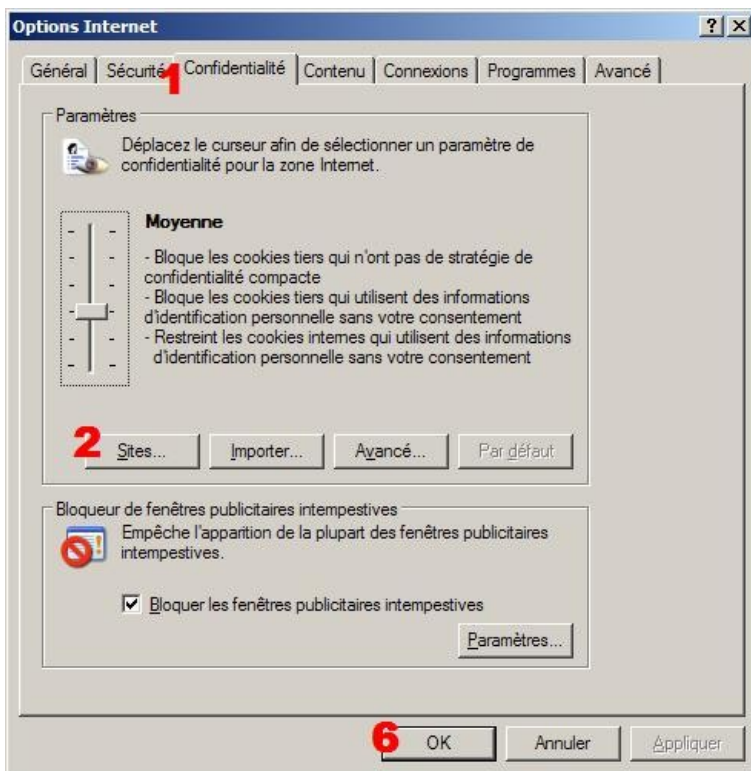 Options Internet
Général Sécurité 1 Confidentialité Contenu Connexions Programmes Avancé
Paramètres
Déplacez le curseur afin de sélectionner un paramètre de
confidentialité pour la zone Internet.
Moyenne
- Bloque les cookies tiers qui n'ont pas de stratégie de
confidentialité compacte
- Bloque les cookies tiers qui utilisent des informations
d'identification personnelle sans votre consentement
- Restreint les cookies internes qui utilisent des informations
d'identification personnelle sans votre consentement
2 Sites... Importer... Avancé... Par défaut
Bloqueur de fenêtres publicitaires intempestives
Empêche l'apparition de la plupart des fenêtres publicitaires
intempestives.
Bloquer les fenêtres publicitaires intempestives
Paramètres...
6 OK Annuler Appliquer